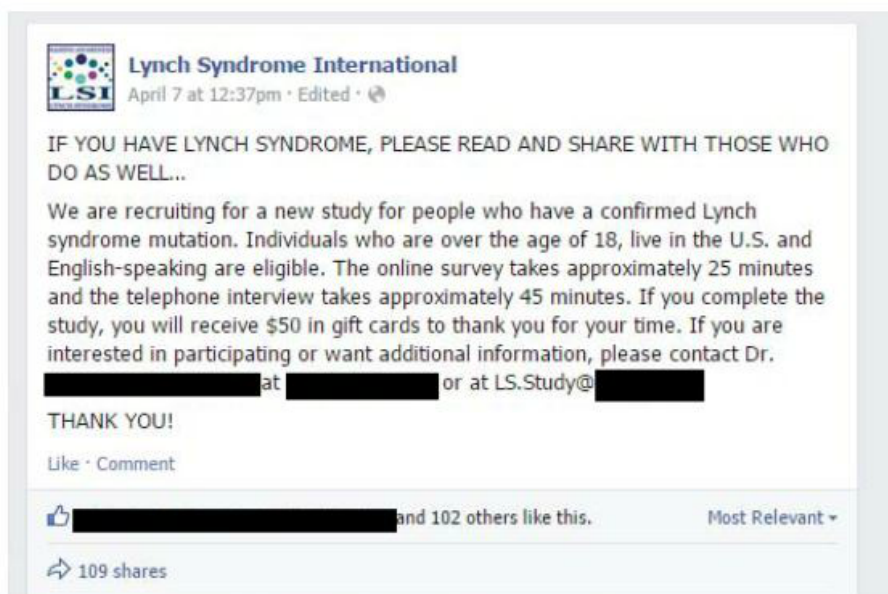 LSI
Lynch Syndrome International
April 7 at 12:37pm · Edited ·
IF YOU HAVE LYNCH SYNDROME, PLEASE READ AND SHARE WITH THOSE WHO
DO AS WELL...
We are recruiting for a new study for people who have a confirmed Lynch
syndrome mutation. Individuals who are over the age of 18, live in the U.S. and
English-speaking are eligible. The online survey takes approximately 25 minutes
and the telephone interview takes approximately 45 minutes. If you complete the
study, you will receive $50 in gift cards to thank you for your time. If you are
interested in participating or want additional information, please contact Dr.
at or at LS.Study@
THANK YOU!
Like · Comment
and 102 others like this. Most Relevant
109 shares